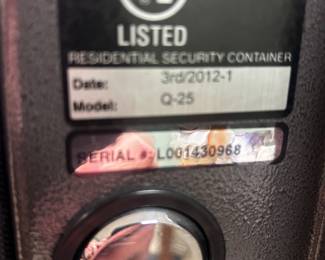 LISTED
RESIDENTIAL SECURITY CONTAINER
Date: 3rd/2012-1
Model: Q-25
SERIAL #: L001430968